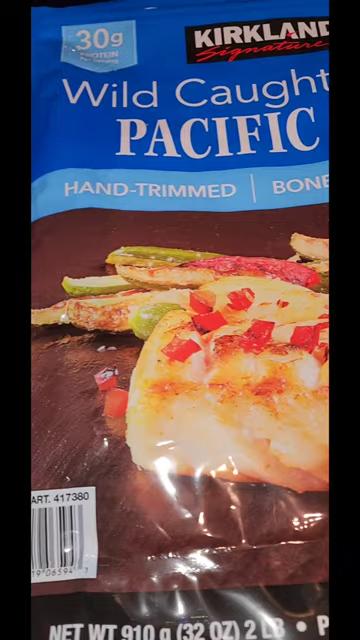 30g
PROTEIN
KIRKLAND
Signature
Wild Caught
PACIFIC
HAND-TRIMMED | BONE
ART. 417380
NET WT 910 g (32 OZ) 2 LB • P